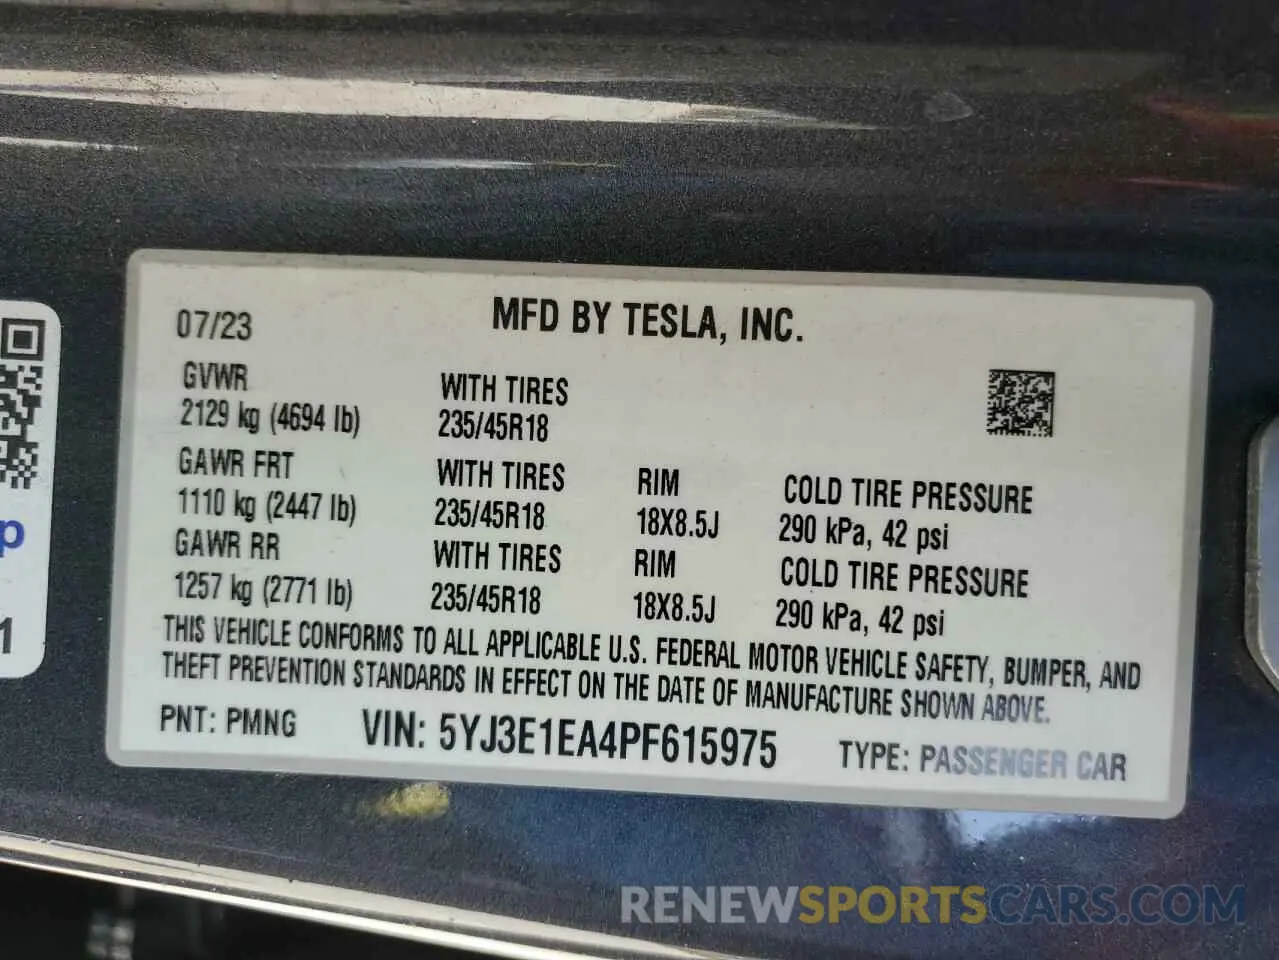 07/23 MFD BY TESLA, INC.
GVWR WITH TIRES
2129 kg (4694 lb) 235/45R18
GAWR FRT WITH TIRES RIM COLD TIRE PRESSURE
1110 kg (2447 lb) 235/45R18 18X8.5J 290 kPa, 42 psi
GAWR RR WITH TIRES RIM COLD TIRE PRESSURE
1257 kg (2771 lb) 235/45R18 18X8.5J 290 kPa, 42 psi
THIS VEHICLE CONFORMS TO ALL APPLICABLE U.S. FEDERAL MOTOR VEHICLE SAFETY, BUMPER, AND
THEFT PREVENTION STANDARDS IN EFFECT ON THE DATE OF MANUFACTURE SHOWN ABOVE.
PNT: PMNG VIN: 5YJ3E1EA4PF615975 TYPE: PASSENGER CAR
p
1
RENEWSPORTSCARS.COM